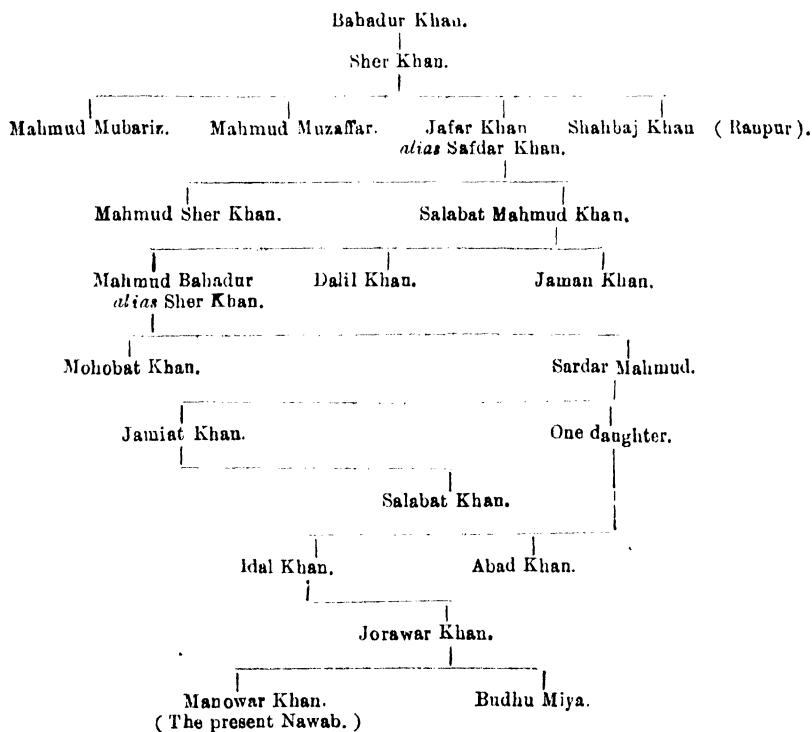 Bahadur Khan.
Sher Khan.
Mahmud Mubariz. Mahmud Muzaffar. Jafar Khan Shahbaj Khan (Ranpur).
alias Safdar Khan.
Mahmud Sher Khan. Salabat Mahmud Khan.
Mahmud Bahadur Dalil Khan. Jaman Khan.
alias Sher Khan.
Mohobat Khan. Sardar Mahmud.
Jamiat Khan. One daughter.
Salabat Khan.
Idal Khan. Abad Khan.
Jorawar Khan.
Manowar Khan. Budhu Miya.
(The present Nawab.)